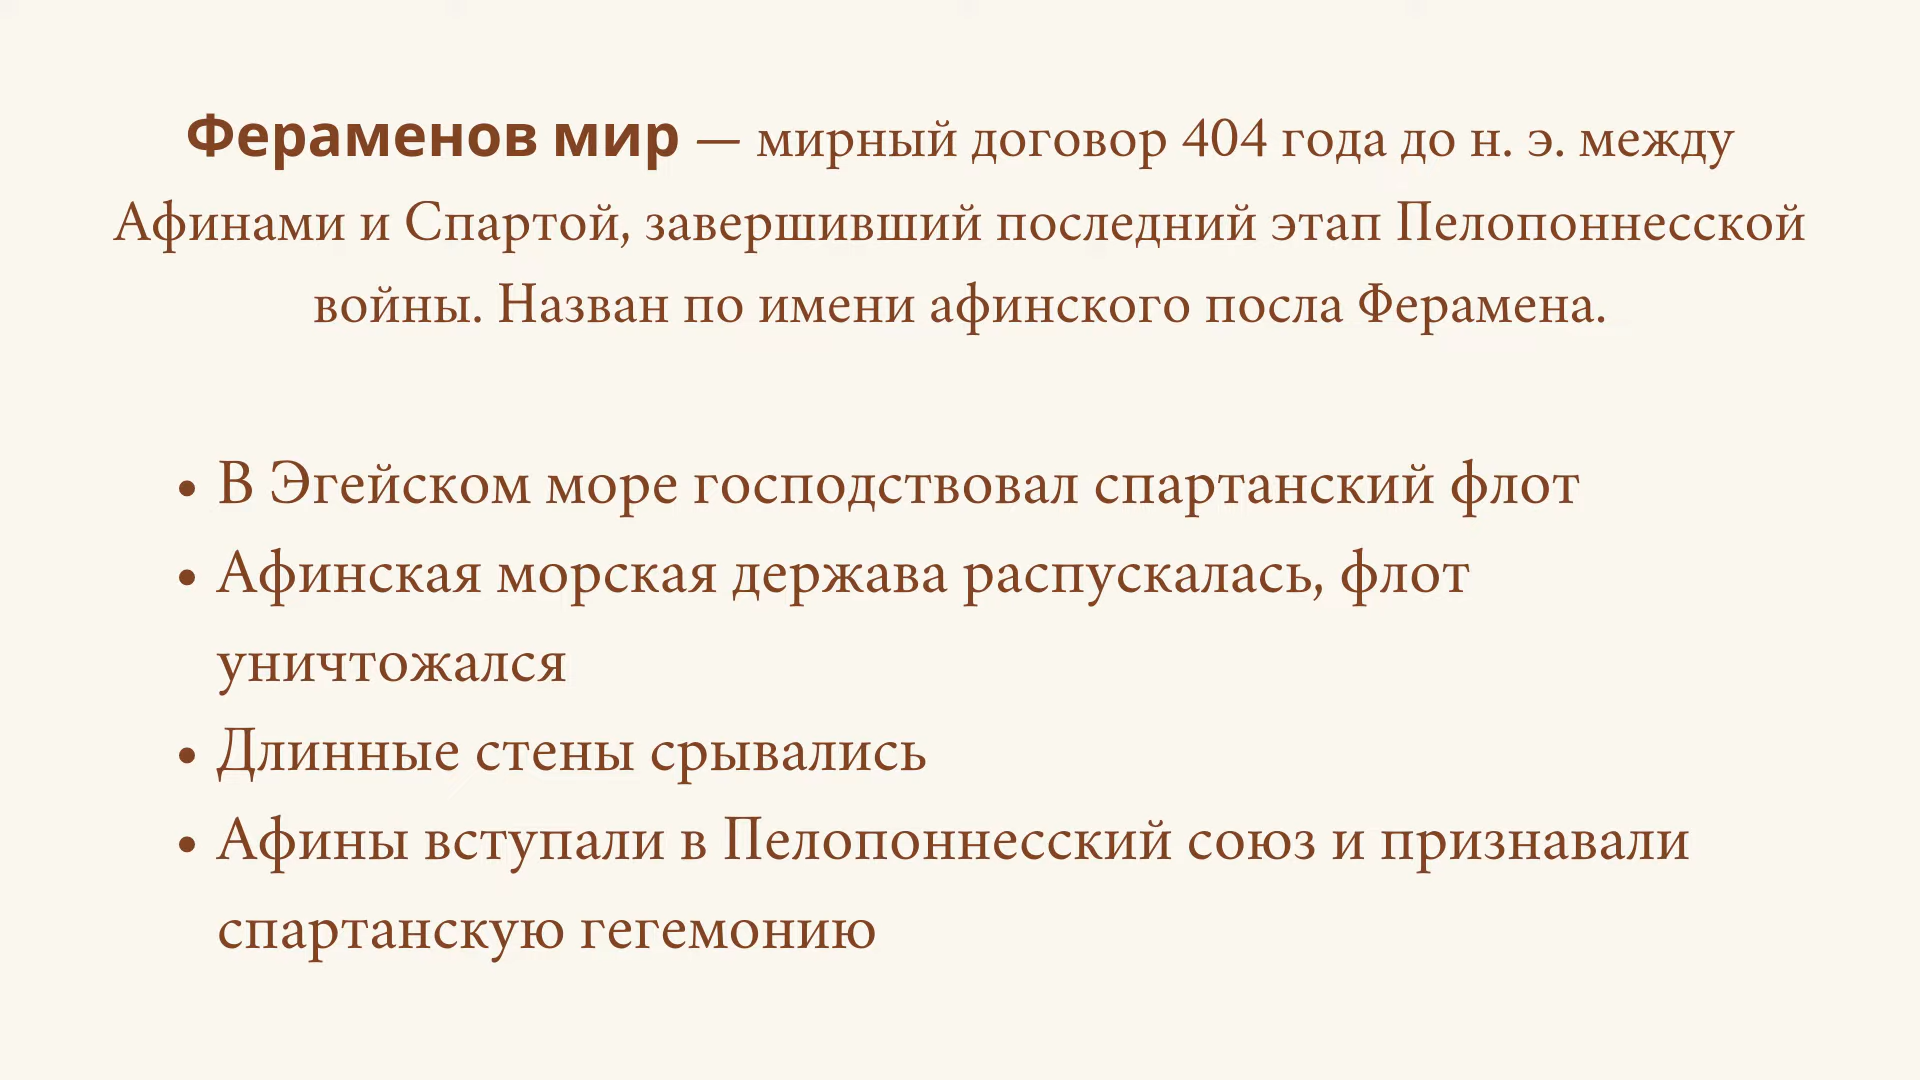 Фераменов мир — мирный договор 404 года до н. э. между
Афинами и Спартой, завершивший последний этап Пелопоннесской
войны. Назван по имени афинского посла Ферамена.
• В Эгейском море господствовал спартанский флот
• Афинская морская держава распускалась, флот
уничтожался
• Длинные стены срывались
• Афины вступали в Пелопоннесский союз и признавали
спартанскую гегемонию